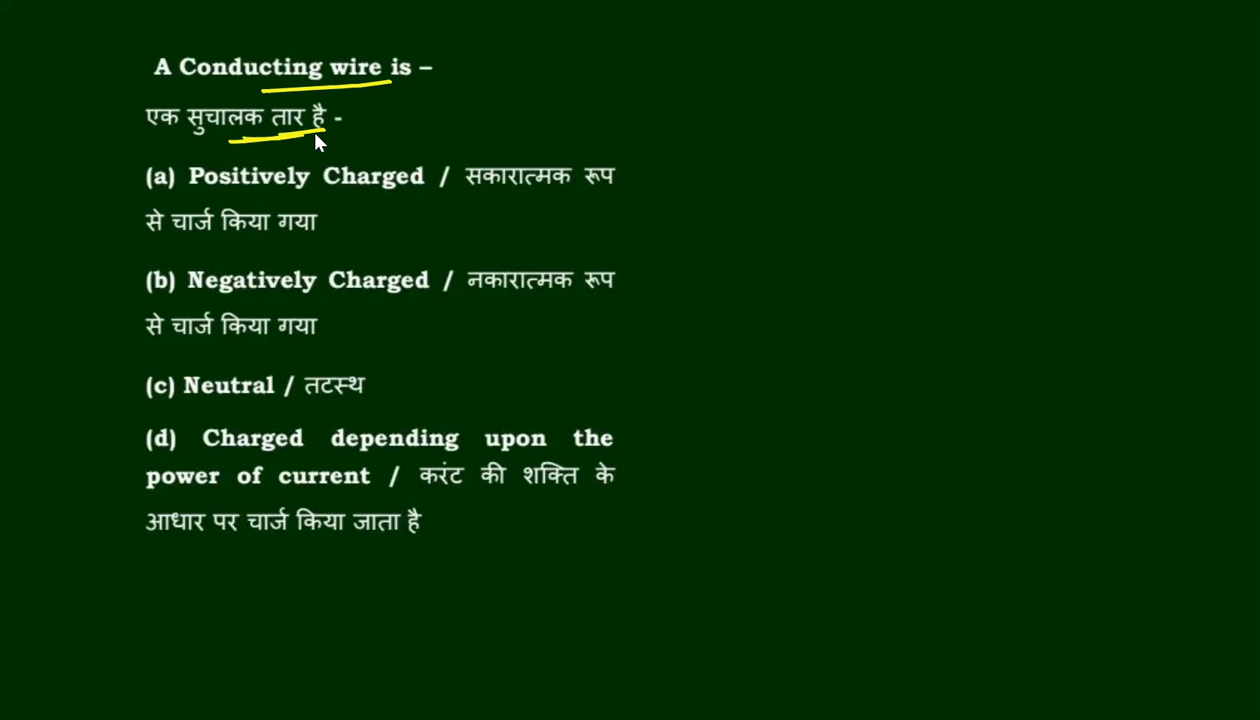 A Conducting wire is –
एक सुचालक तार है -
(a) Positively Charged / सकारात्मक रूप
से चार्ज किया गया
(b) Negatively Charged / नकारात्मक रूप
से चार्ज किया गया
(c) Neutral / तटस्थ
(d) Charged depending upon the
power of current / करंट की शक्ति के
आधार पर चार्ज किया जाता है